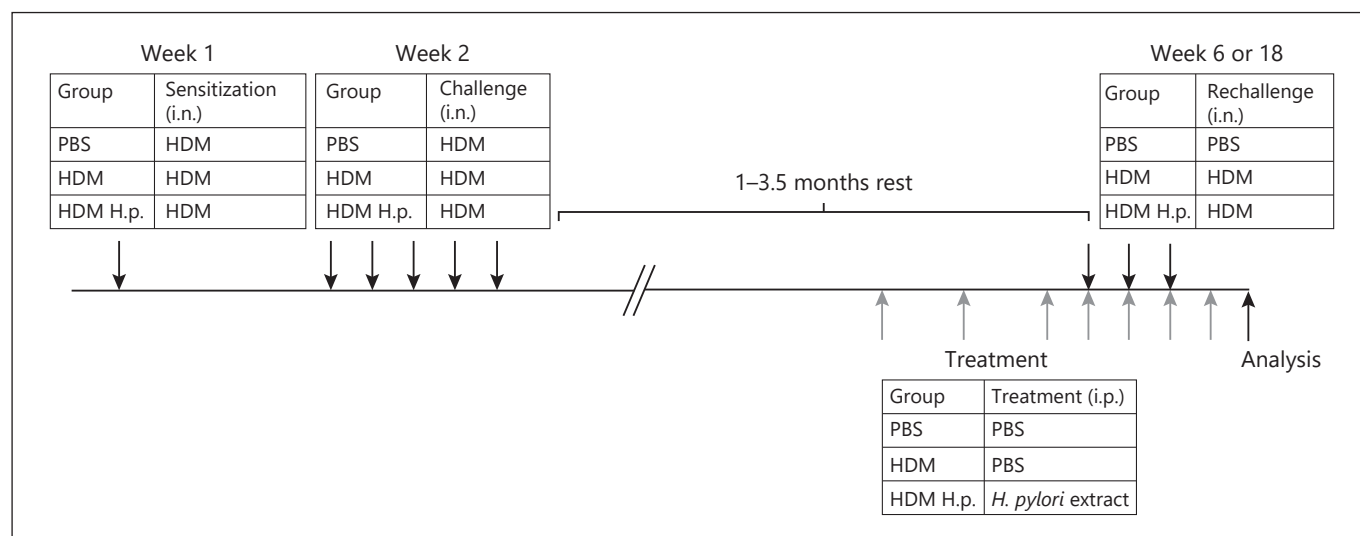 Week 1
Group Sensitization (i.n.)
PBS HDM
HDM HDM
HDM H.p. HDM
Week 2
Group Challenge (i.n.)
PBS HDM
HDM HDM
HDM H.p. HDM
1–3.5 months rest
Week 6 or 18
Group Rechallenge (i.n.)
PBS PBS
HDM HDM
HDM H.p. HDM
Treatment
Group Treatment (i.p.)
PBS PBS
HDM PBS
HDM H.p. H. pylori extract
Analysis